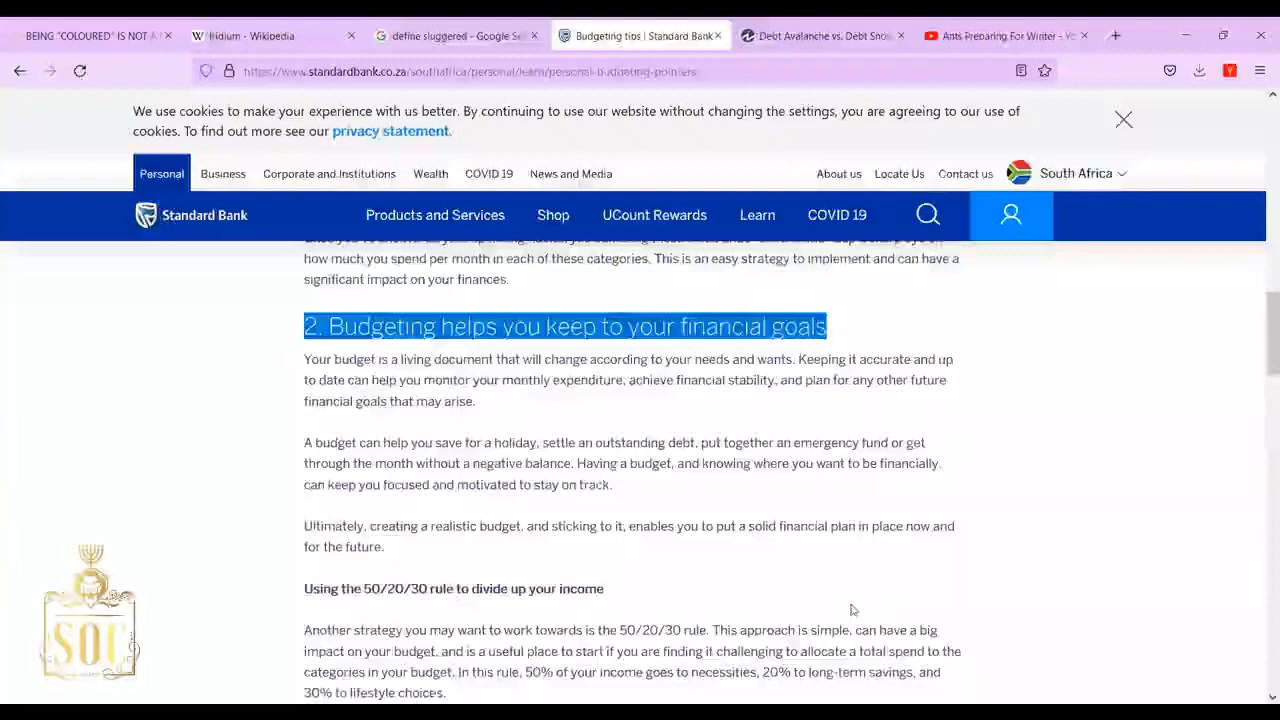 BEING "COLOURED" IS NOT A
Iridium - Wikipedia
define sluggered - Google Se
Budgeting tips | Standard Bank
Debt Avalanche vs. Debt Snow
Ants Preparing For Winter - Yo
https://www.standardbank.co.za/southafrica/personal/learn/personal-budgeting-pointers
We use cookies to make your experience with us better. By continuing to use our website without changing the settings, you are agreeing to our use of
cookies. To find out more see our privacy statement.
Personal Business Corporate and Institutions Wealth COVID 19 News and Media About us Locate Us Contact us South Africa
Standard Bank Products and Services Shop UCount Rewards Learn COVID 19
how much you spend per month in each of these categories. This is an easy strategy to implement and can have a
significant impact on your finances.
2. Budgeting helps you keep to your financial goals
Your budget is a living document that will change according to your needs and wants. Keeping it accurate and up
to date can help you monitor your monthly expenditure, achieve financial stability, and plan for any other future
financial goals that may arise.
A budget can help you save for a holiday, settle an outstanding debt, put together an emergency fund or get
through the month without a negative balance. Having a budget, and knowing where you want to be financially,
can keep you focused and motivated to stay on track.
Ultimately, creating a realistic budget, and sticking to it, enables you to put a solid financial plan in place now and
for the future.
Using the 50/20/30 rule to divide up your income
Another strategy you may want to work towards is the 50/20/30 rule. This approach is simple, can have a big
impact on your budget, and is a useful place to start if you are finding it challenging to allocate a total spend to the
categories in your budget. In this rule, 50% of your income goes to necessities, 20% to long-term savings, and
30% to lifestyle choices.
SOC